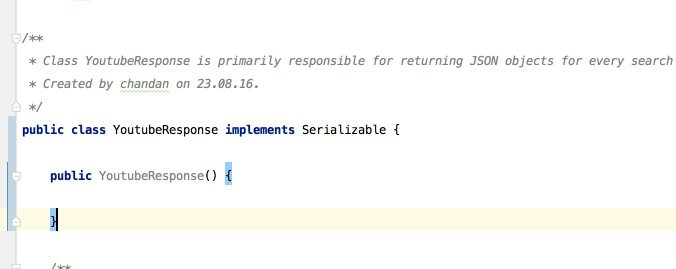 /**
* Class YoutubeResponse is primarily responsible for returning JSON objects for every search
* Created by chandan on 23.08.16.
*/
public class YoutubeResponse implements Serializable {
public YoutubeResponse() {
}
/**